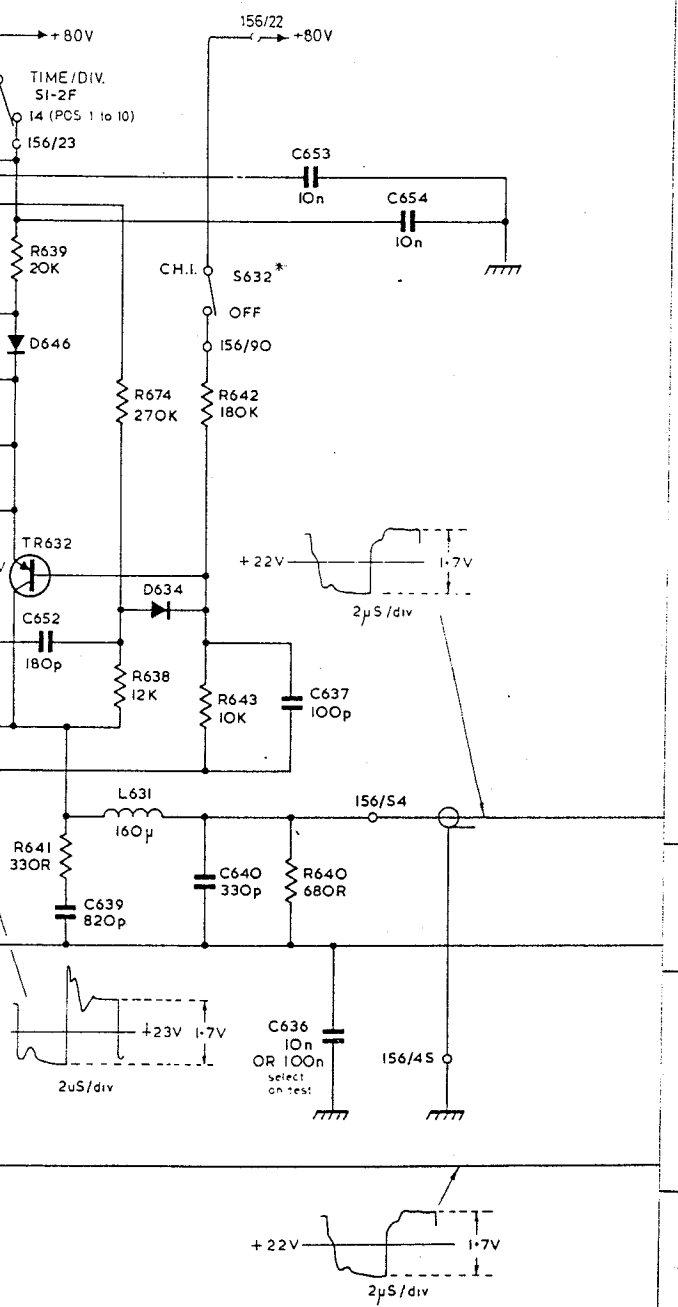 156/22
+80V
+80V
TIME/DIV.
S1-2F
14 (POS 1 to 10)
156/23
C653
10n
C654
10n
R639
20K
CH.1.
S632*
OFF
D646
156/90
R674
270K
R642
180K
TR632
V
+22V
1·7V
2µS/div
D634
C652
180p
R638
12K
R643
10K
C637
100p
L631
160µ
156/S4
R641
330R
C640
330p
R640
680R
C639
820p
+23V
1·7V
2uS/div
C636
10n
OR 100n
select
on test
156/4S
+22V
1·7V
2µS/div